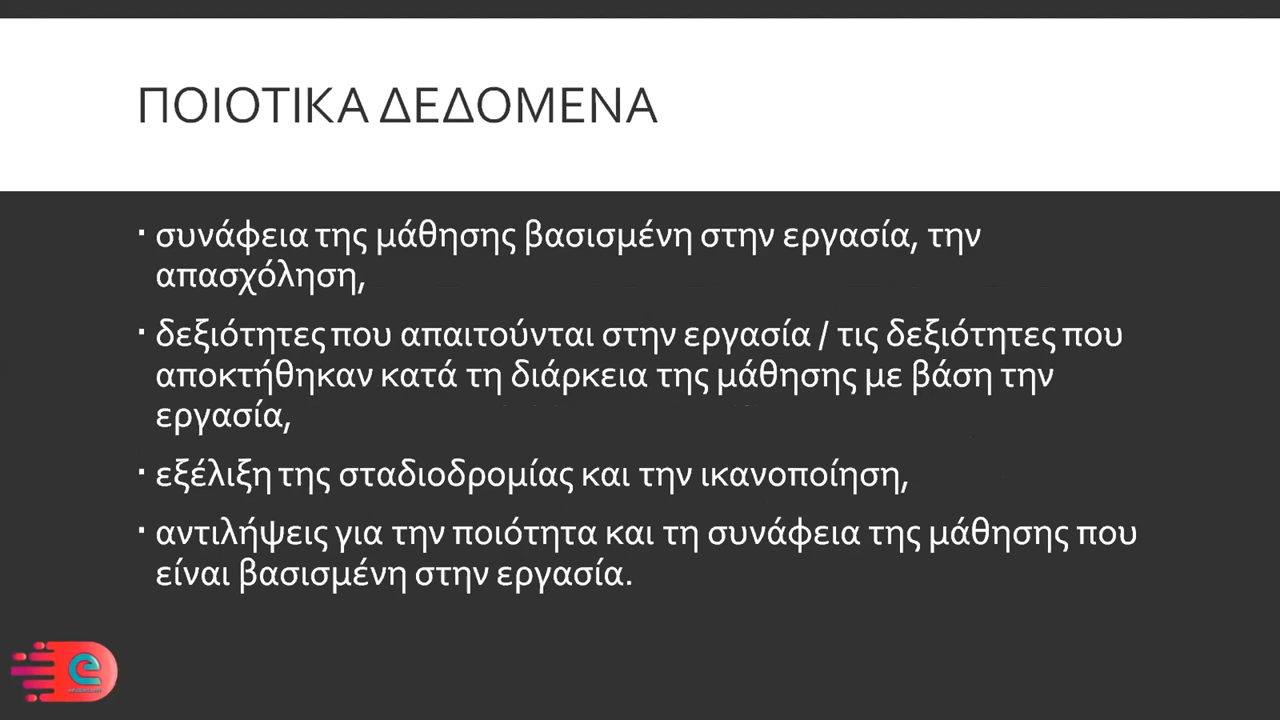 ΠΟΙΟΤΙΚΑ ΔΕΔΟΜΕΝΑ
▪ συνάφεια της μάθησης βασισμένη στην εργασία, την
απασχόληση,
▪ δεξιότητες που απαιτούνται στην εργασία / τις δεξιότητες που
αποκτήθηκαν κατά τη διάρκεια της μάθησης με βάση την
εργασία,
▪ εξέλιξη της σταδιοδρομίας και την ικανοποίηση,
▪ αντιλήψεις για την ποιότητα και τη συνάφεια της μάθησης που
είναι βασισμένη στην εργασία.